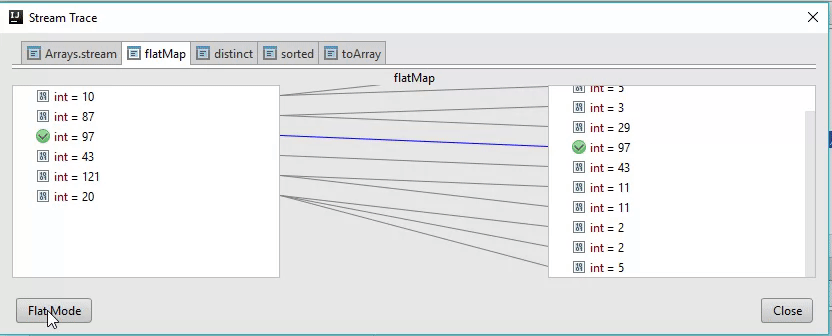 IJ Stream Trace
Arrays.stream flatMap distinct sorted toArray
flatMap
int = 10
int = 87
int = 97
int = 43
int = 121
int = 20
int = 5
int = 3
int = 29
int = 97
int = 43
int = 11
int = 11
int = 2
int = 2
int = 5
Flat Mode
Close